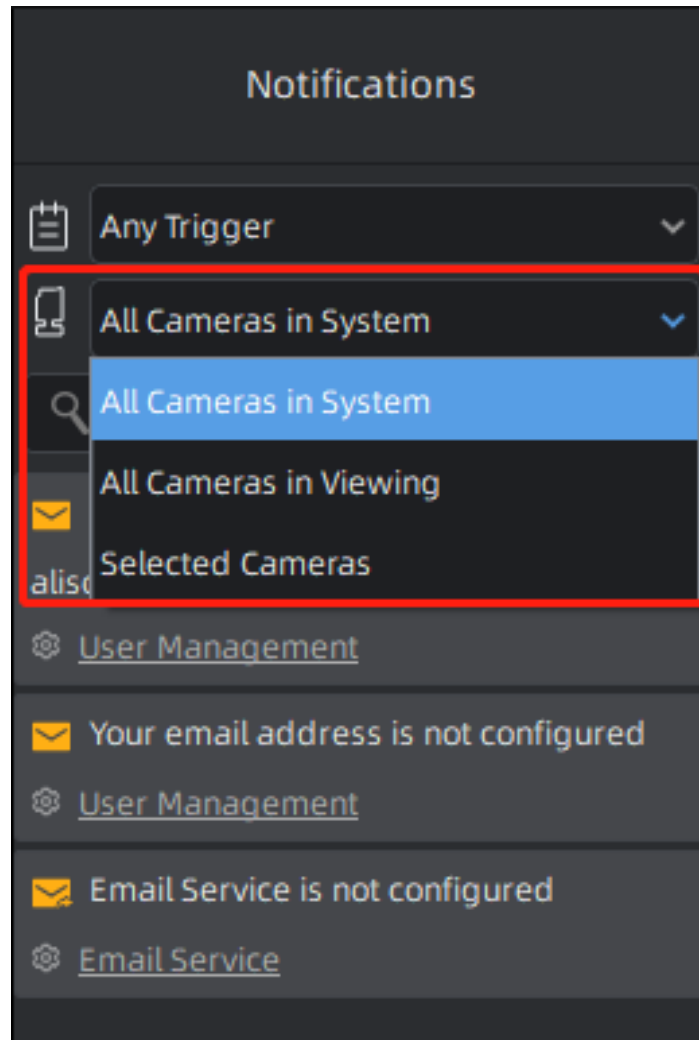 Notifications
Any Trigger
All Cameras in System
All Cameras in System
All Cameras in Viewing
Selected Cameras
User Management
Your email address is not configured
User Management
Email Service is not configured
Email Service